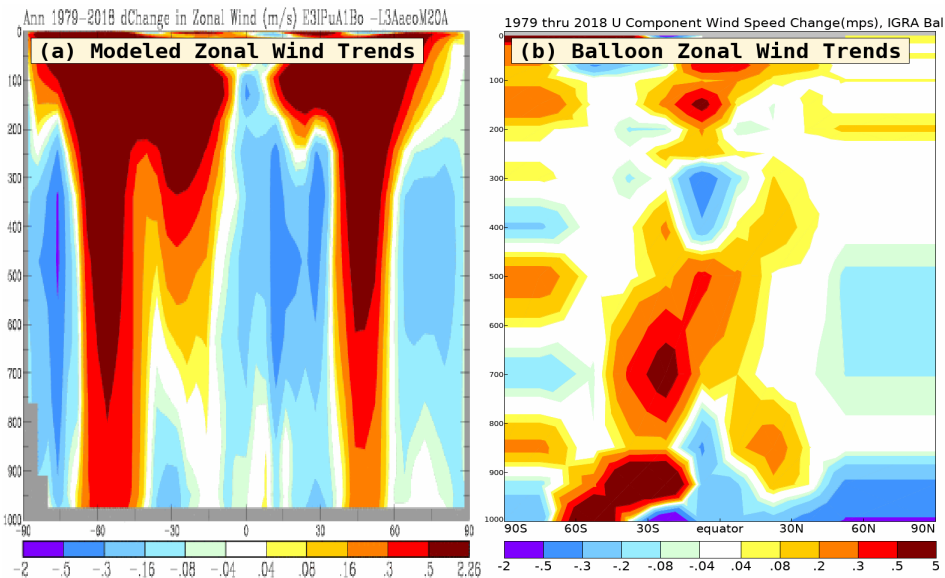 Ann 1979-2018 dChange in Zonal Wind (m/s) E3IPuA1Bo -L3AaeoM20A
(a) Modeled Zonal Wind Trends
0
100
200
300
400
500
600
700
800
900
1000
-90 -60 -30 0 30 60 90
-2 -.5 -.3 -.16 -.08 -.04 .04 .08 .16 .3 .5 2.26
1979 thru 2018 U Component Wind Speed Change(mps), IGRA Bal
(b) Balloon Zonal Wind Trends
0
100
200
300
400
500
600
700
800
900
1000
90S 60S 30S equator 30N 60N 90N
-2 -.5 -.3 -.2 -.08 -.04 .04 .08 .2 .3 .5 5